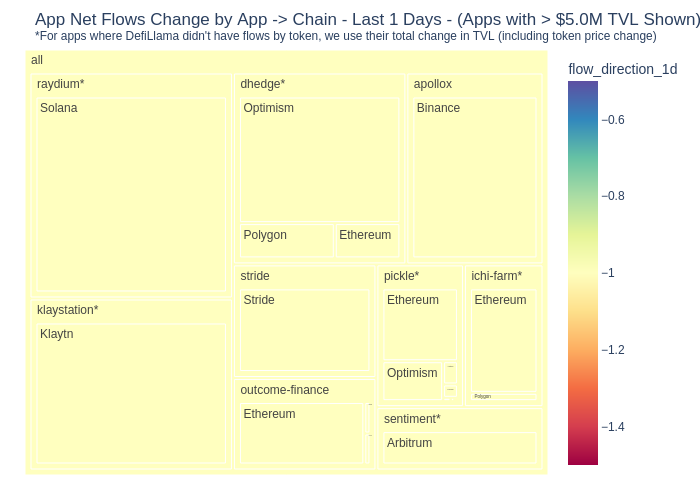 App Net Flows Change by App -> Chain - Last 1 Days - (Apps with > $5.0M TVL Shown)
*For apps where DefiLlama didn't have flows by token, we use their total change in TVL (including token price change)
all
raydium*
Solana
klaystation*
Klaytn
dhedge*
Optimism
Polygon
Ethereum
apollox
Binance
stride
Stride
outcome-finance
Ethereum
pickle*
Ethereum
Optimism
ichi-farm*
Ethereum
Polygon
sentiment*
Arbitrum
flow_direction_1d
−0.6
−0.8
−1
−1.2
−1.4